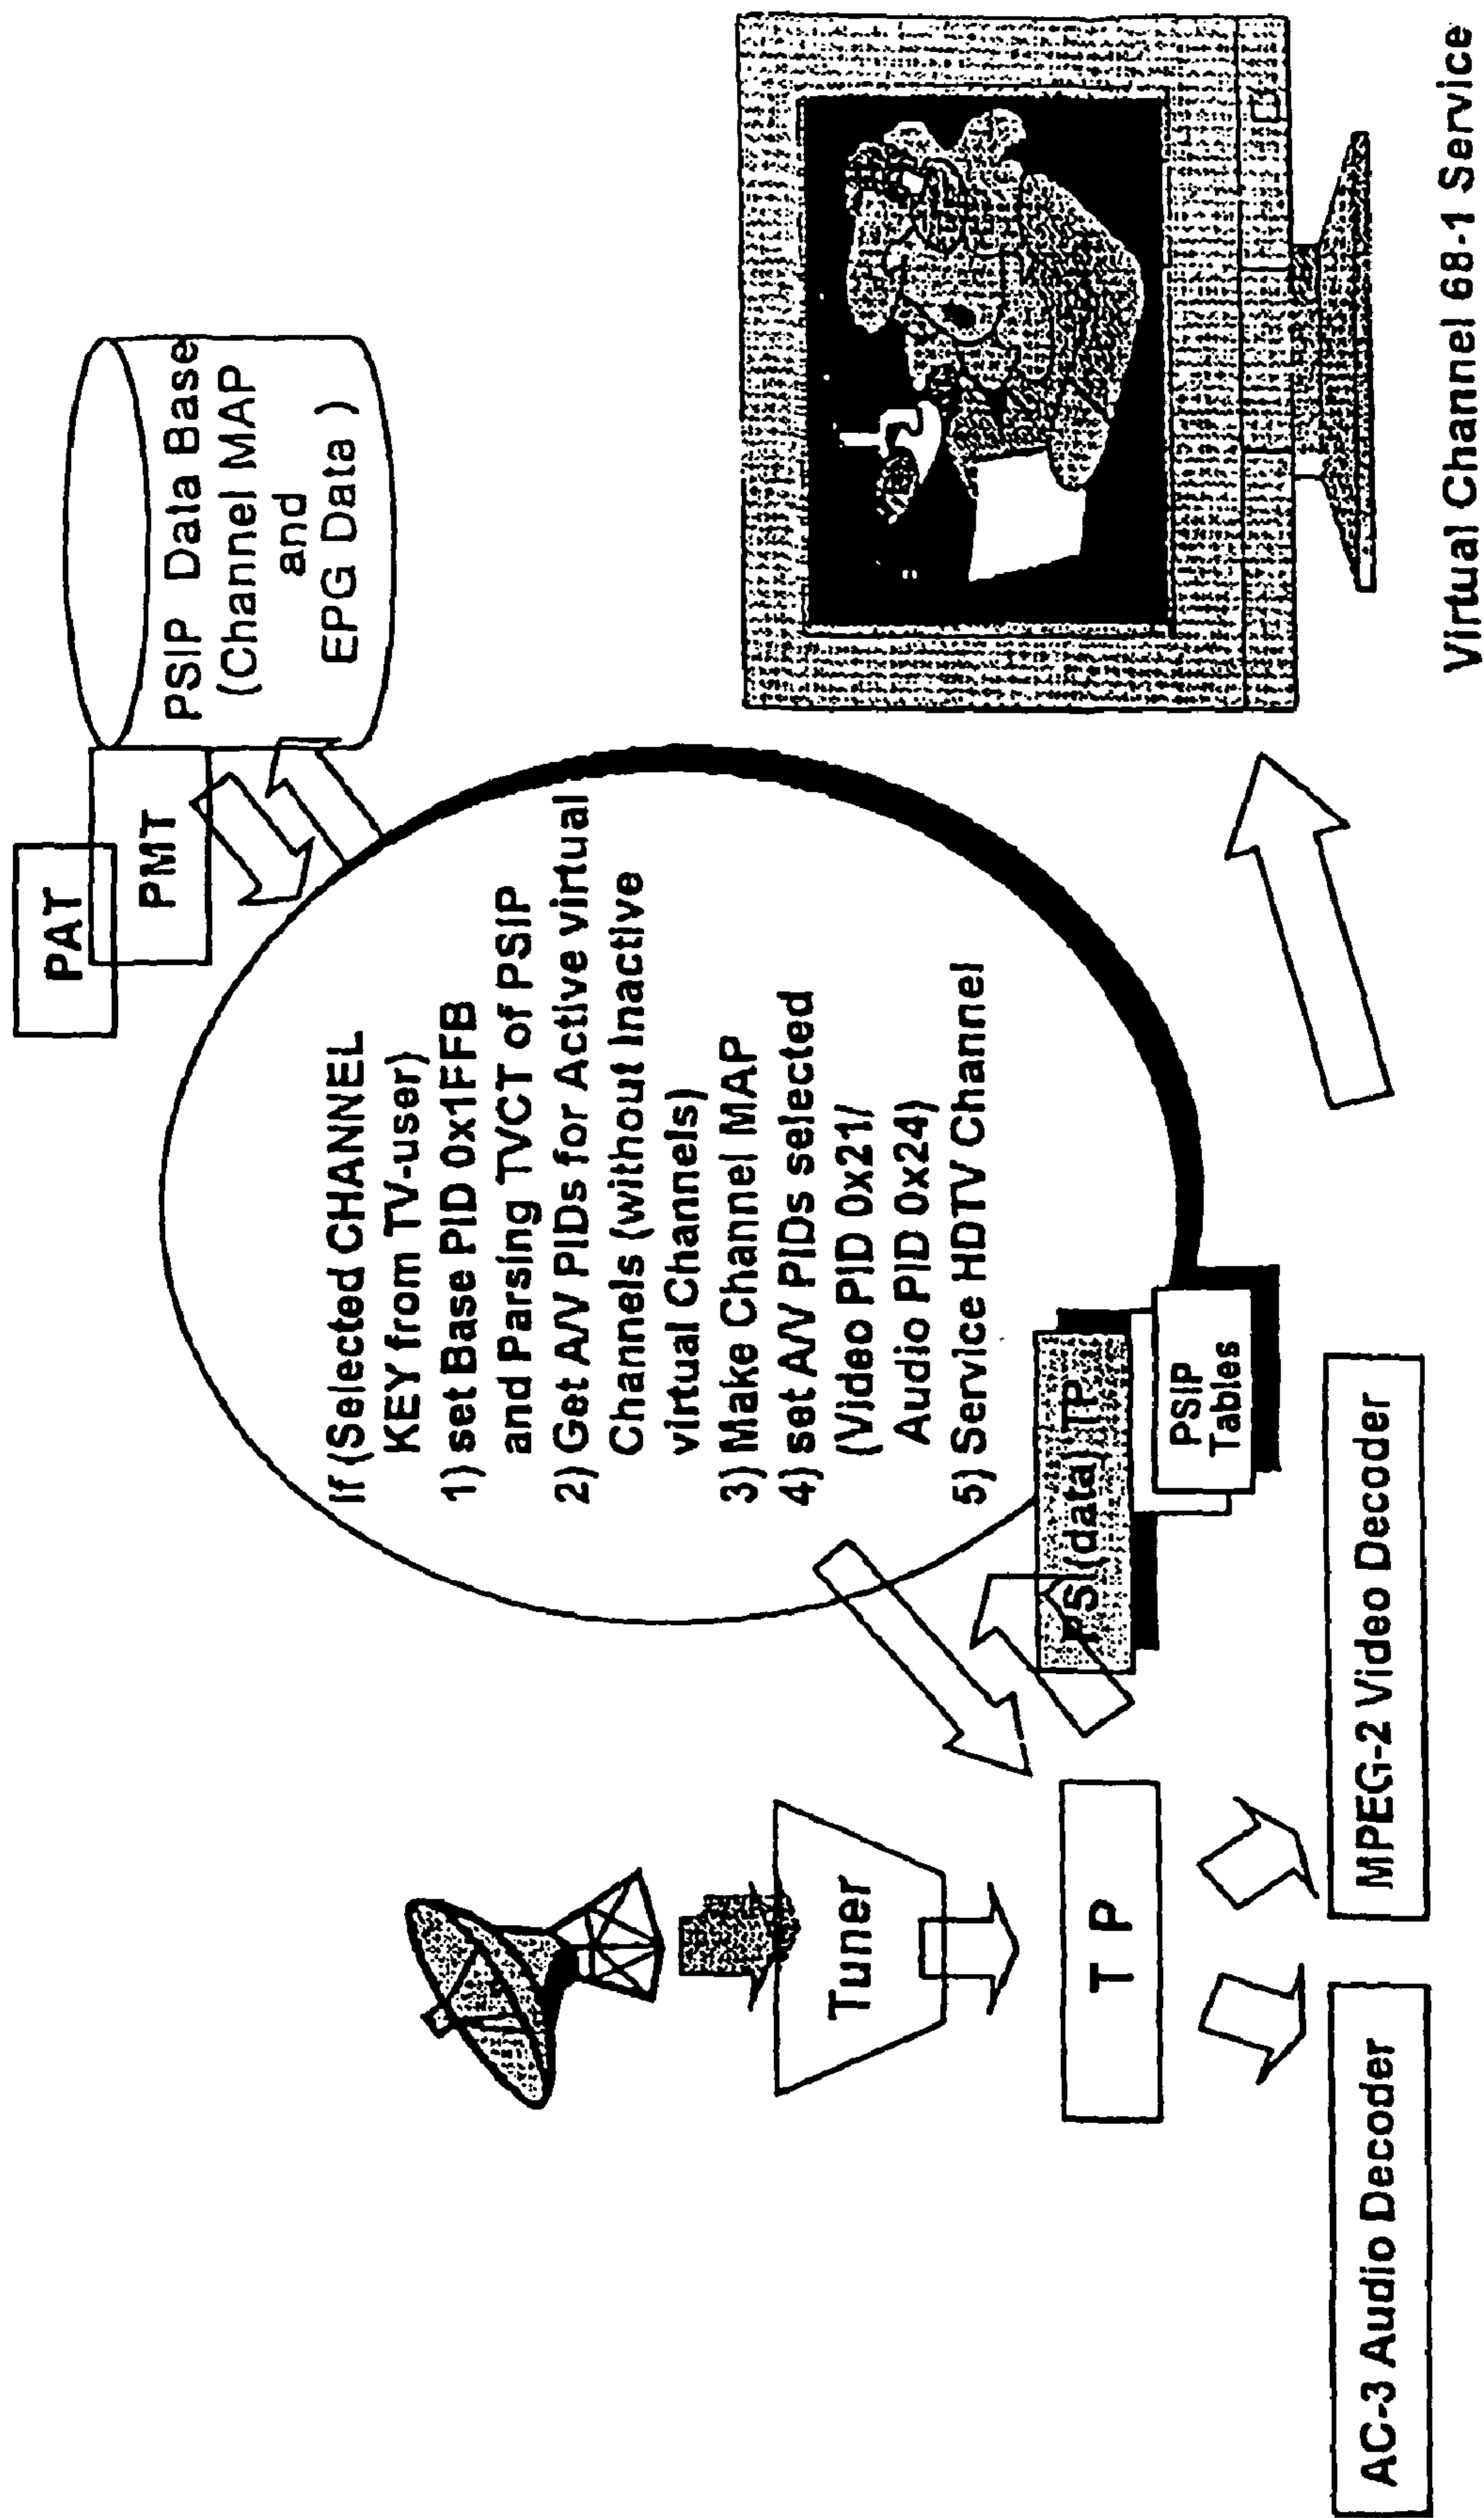 PAT
PMT
PSIP Data Base
(Channel MAP
and
EPG Data )
if (Selected CHANNEL
KEY from TV-user)
1) set Base PID 0x1FFB
and Parsing TVCT of PSIP
2) Get A/V PIDs for Active virtual
Channels (without Inactive
virtual Channels)
3) Make Channel MAP
4) set A/V PIDs selected
(Video PID 0x21/
Audio PID 0x24)
5) Service HDTV Channel
Tuner
T P
(data) TP
PSIP
Tables
AC-3 Audio Decoder
MPEG-2 Video Decoder
Virtual Channel 68-1 Service